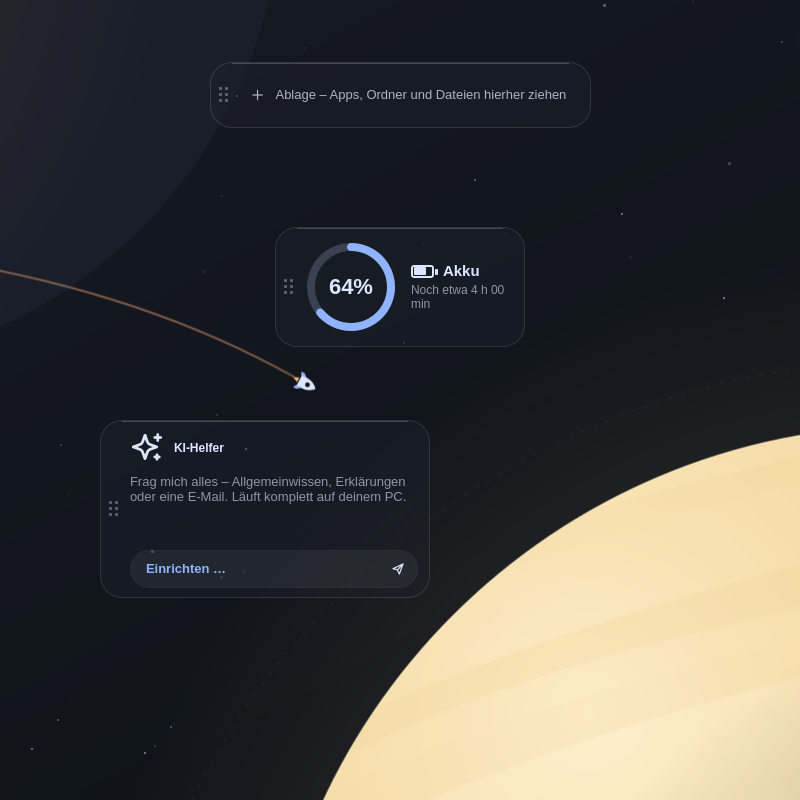 Ablage – Apps, Ordner und Dateien hierher ziehen
64%
Akku
Noch etwa 4 h 00
min
KI-Helfer
Frag mich alles – Allgemeinwissen, Erklärungen
oder eine E-Mail. Läuft komplett auf deinem PC.
Einrichten …